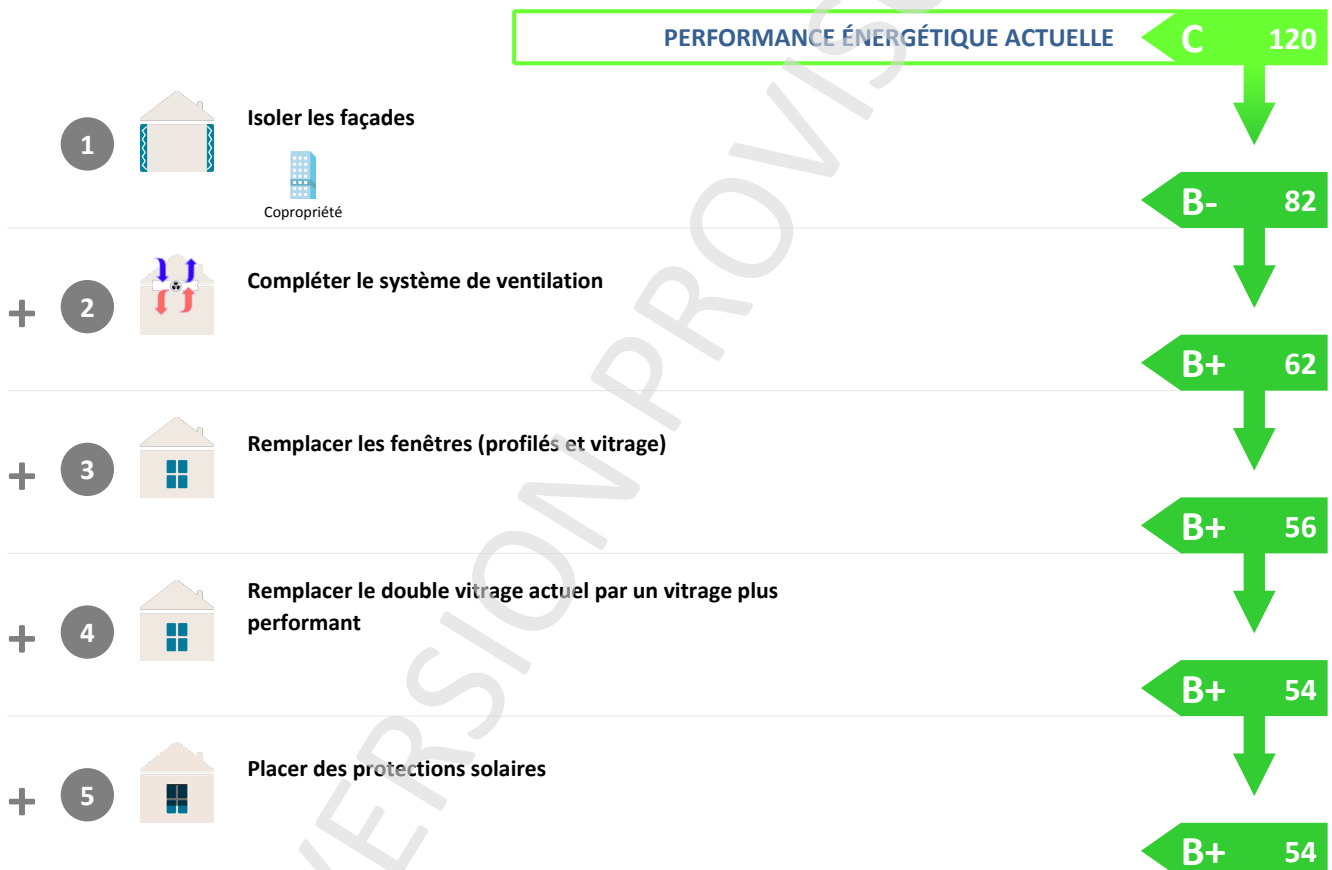 PERFORMANCE ÉNERGÉTIQUE ACTUELLE
C 120
1
Isoler les façades
Copropriété
B- 82
+ 2
Compléter le système de ventilation
B+ 62
+ 3
Remplacer les fenêtres (profilés et vitrage)
B+ 56
+ 4
Remplacer le double vitrage actuel par un vitrage plus
performant
B+ 54
+ 5
Placer des protections solaires
B+ 54
VERSION PROVISO